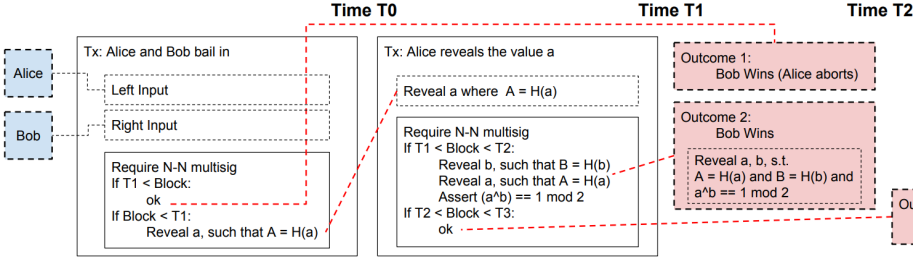 Time T0
Time T1
Time T2
Alice
Bob
Tx: Alice and Bob bail in
Left Input
Right Input
Require N-N multisig
If T1 < Block:
ok
If Block < T1:
Reveal a, such that A = H(a)
Tx: Alice reveals the value a
Reveal a where A = H(a)
Require N-N multisig
If T1 < Block < T2:
Reveal b, such that B = H(b)
Reveal a, such that A = H(a)
Assert (a^b) == 1 mod 2
If T2 < Block < T3:
ok
Outcome 1:
Bob Wins (Alice aborts)
Outcome 2:
Bob Wins
Reveal a, b, s.t.
A = H(a) and B = H(b) and
a^b == 1 mod 2